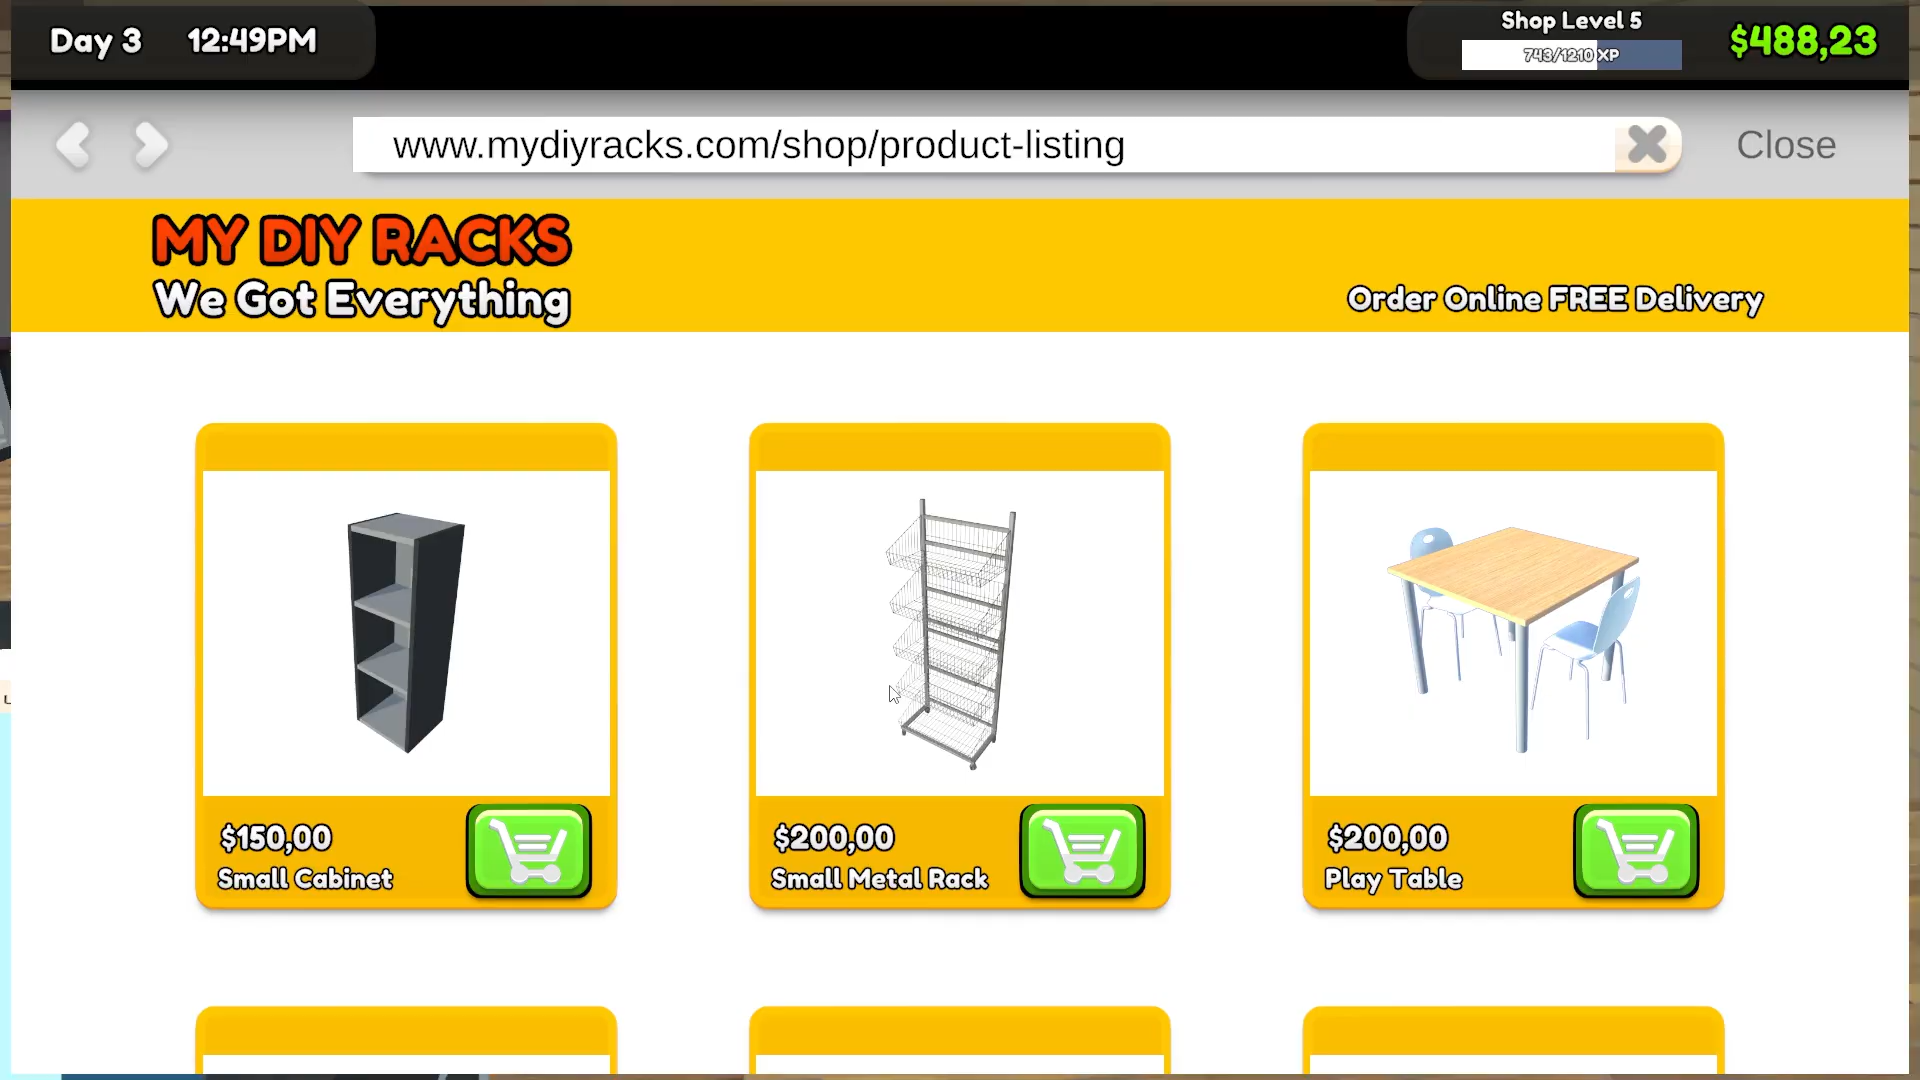 Day 3 12:49PM
Shop Level 5
743/1210 XP
$488,23
www.mydiyracks.com/shop/product-listing
Close
MY DIY RACKS
We Got Everything
Order Online FREE Delivery
$150,00
Small Cabinet
$200,00
Small Metal Rack
$200,00
Play Table